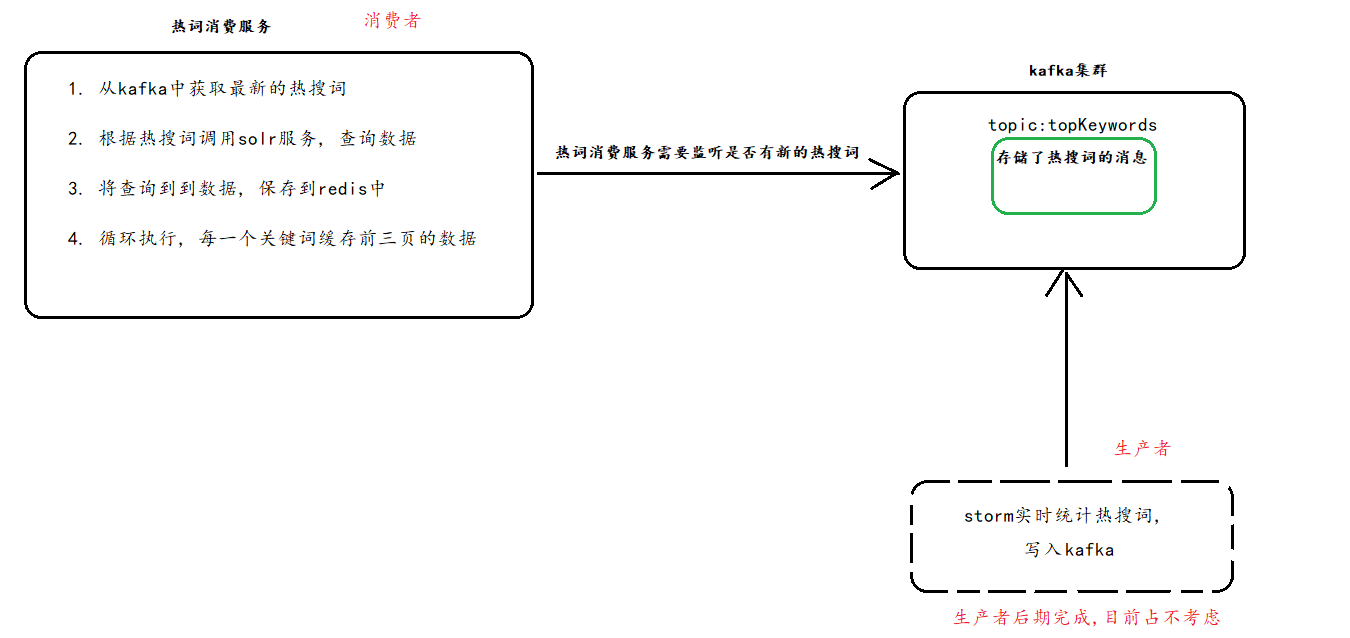 热词消费服务
消费者
1. 从kafka中获取最新的热搜词
2. 根据热搜词调用solr服务, 查询数据
3. 将查询到到数据, 保存到redis中
4. 循环执行, 每一个关键词缓存前三页的数据
热词消费服务需要监听是否有新的热搜词
kafka集群
topic:topKeywords
存储了热搜词的消息
生产者
storm实时统计热搜词,
写入kafka
生产者后期完成,目前占不考虑